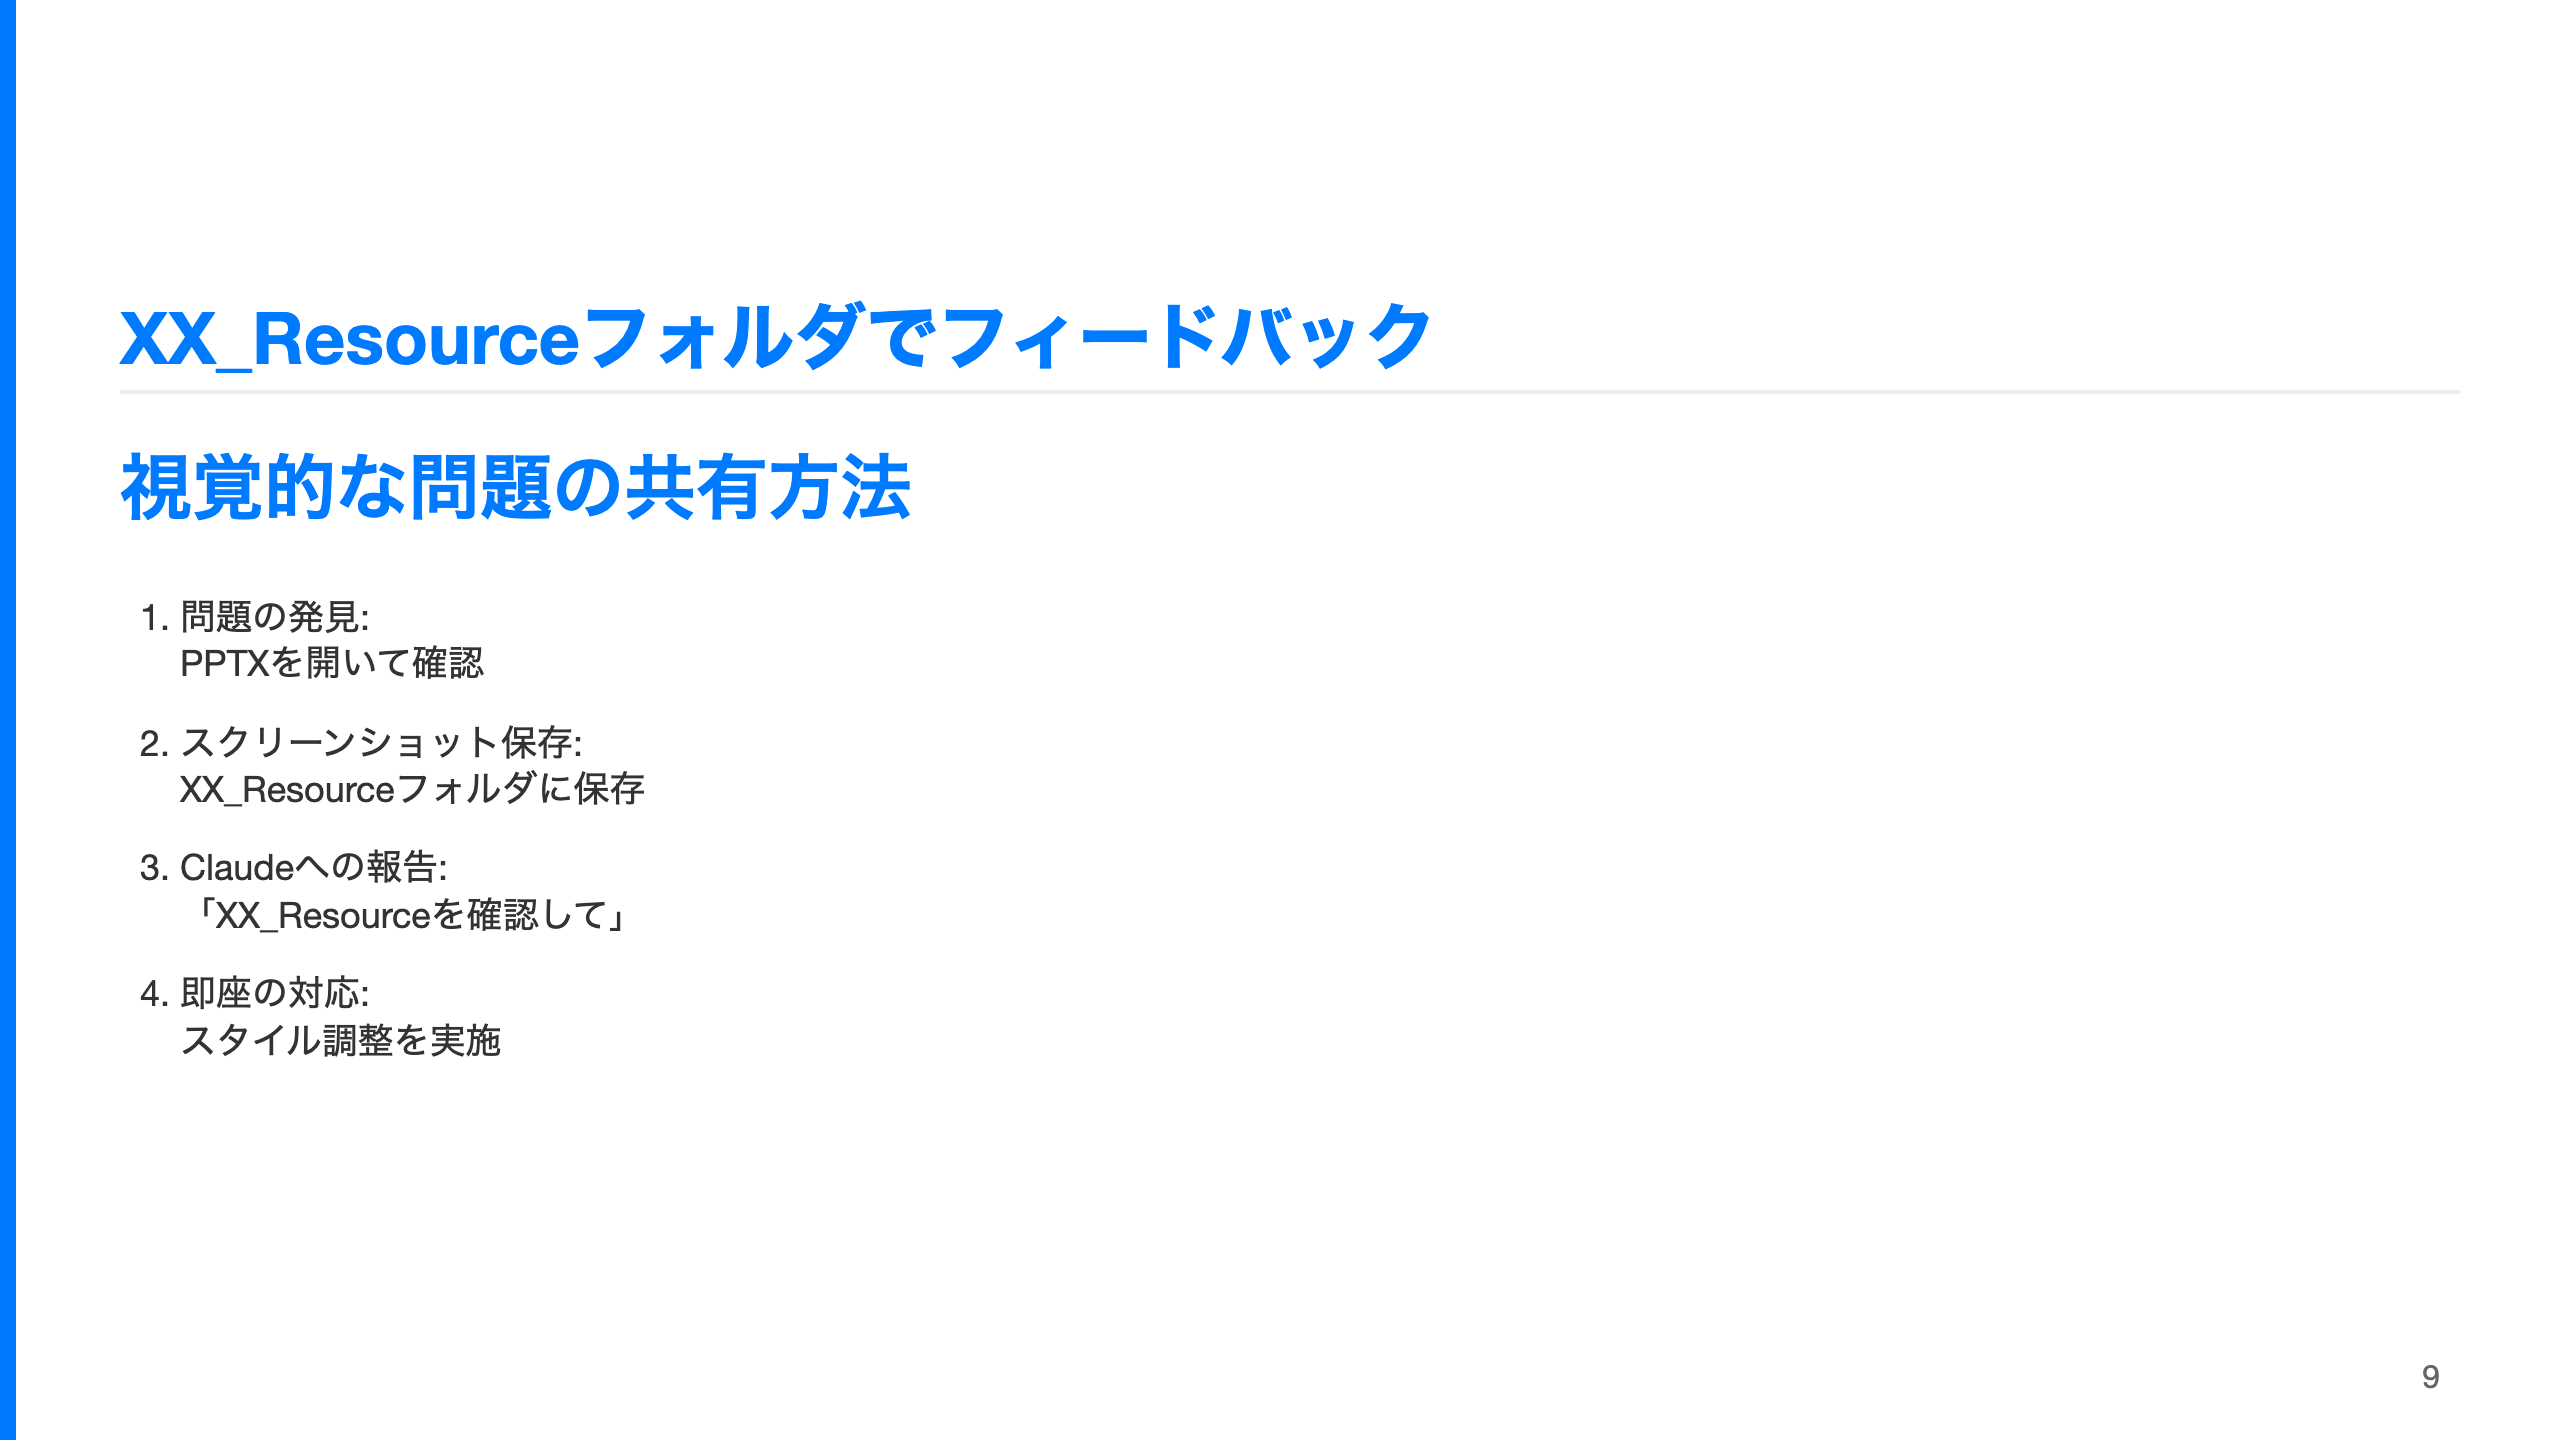 XX_Resourceフォルダでフィードバック
視覚的な問題の共有方法
1. 問題の発見:
PPTXを開いて確認
2. スクリーンショット保存:
XX_Resourceフォルダに保存
3. Claudeへの報告:
「XX_Resourceを確認して」
4. 即座の対応:
スタイル調整を実施
9